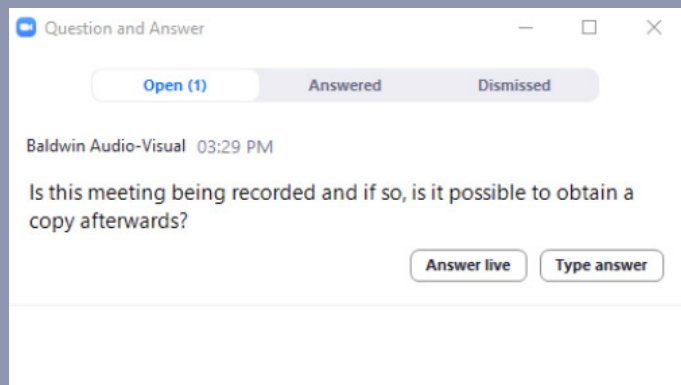 Question and Answer
Open (1) Answered Dismissed
Baldwin Audio-Visual 03:29 PM
Is this meeting being recorded and if so, is it possible to obtain a
copy afterwards?
Answer live Type answer